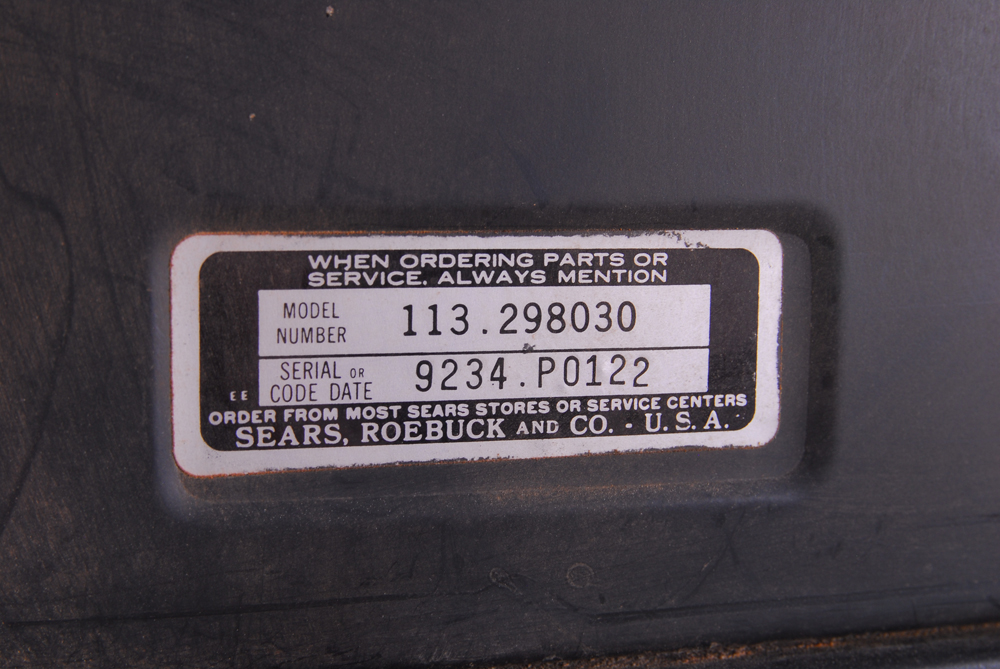 WHEN ORDERING PARTS OR
SERVICE. ALWAYS MENTION
MODEL
NUMBER 113.298030
SERIAL OR
CODE DATE 9234.P0122
EE
ORDER FROM MOST SEARS STORES OR SERVICE CENTERS
SEARS, ROEBUCK AND CO. - U.S.A.